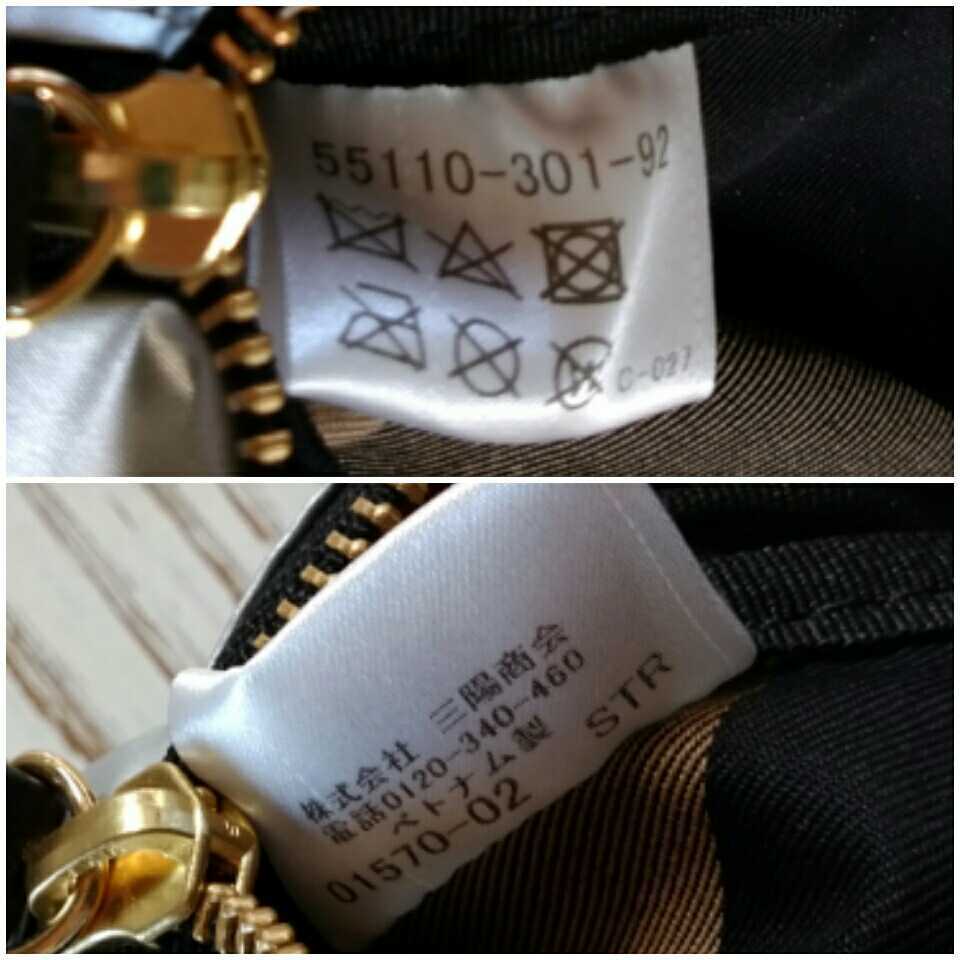 55110-301-92
C-027
株式会社 三陽商会
電話0120-340-460
ベトナム製 STR
01570-02